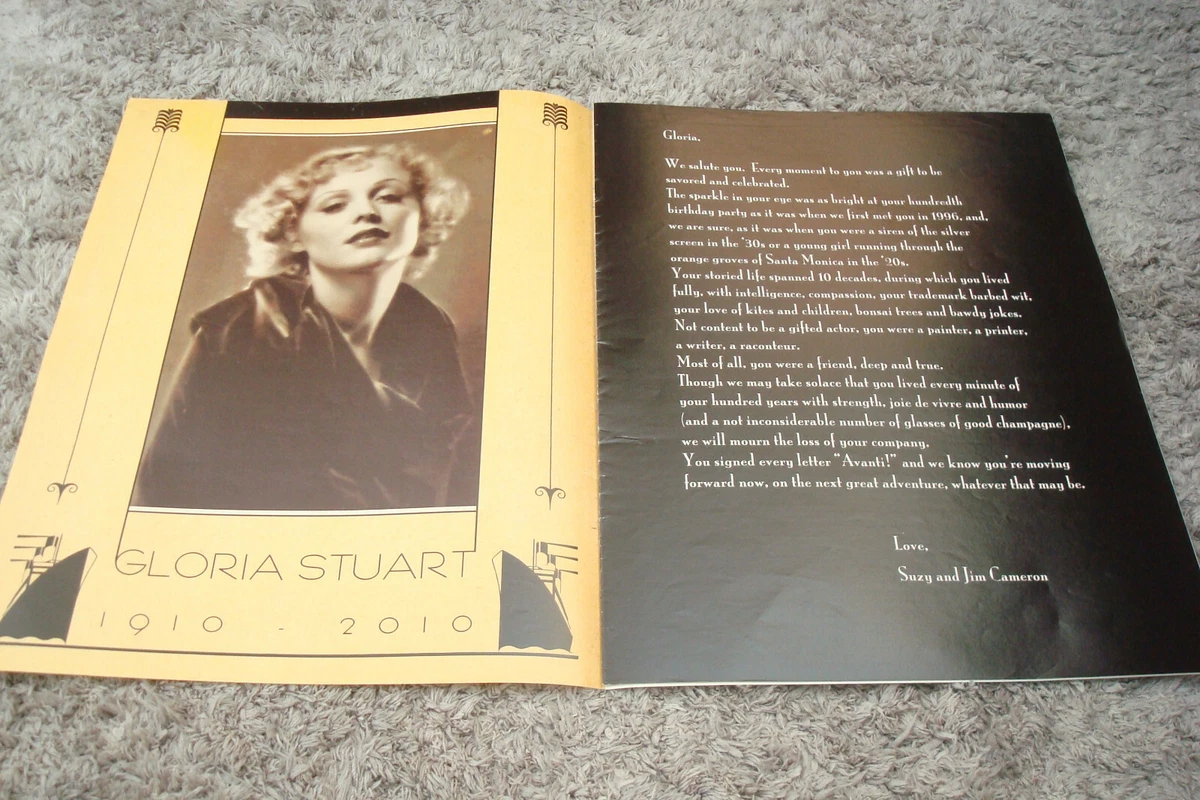 GLORIA STUART
1910 - 2010
Gloria,
We salute you. Every moment to you was a gift to be
savored and celebrated.
The sparkle in your eye was as bright at your hundredth
birthday party as it was when we first met you in 1996, and,
we are sure, as it was when you were a siren of the silver
screen in the '30s or a young girl running through the
orange groves of Santa Monica in the '20s.
Your storied life spanned 10 decades, during which you lived
fully, with intelligence, compassion, your trademark barbed wit,
your love of kites and children, bonsai trees and bawdy jokes.
Not content to be a gifted actor, you were a painter, a printer,
a writer, a raconteur.
Most of all, you were a friend, deep and true.
Though we may take solace that you lived every minute of
your hundred years with strength, joie de vivre and humor
(and a not inconsiderable number of glasses of good champagne),
we will mourn the loss of your company.
You signed every letter “Avanti!” and we know you're moving
forward now, on the next great adventure, whatever that may be.
Love,
Suzy and Jim Cameron